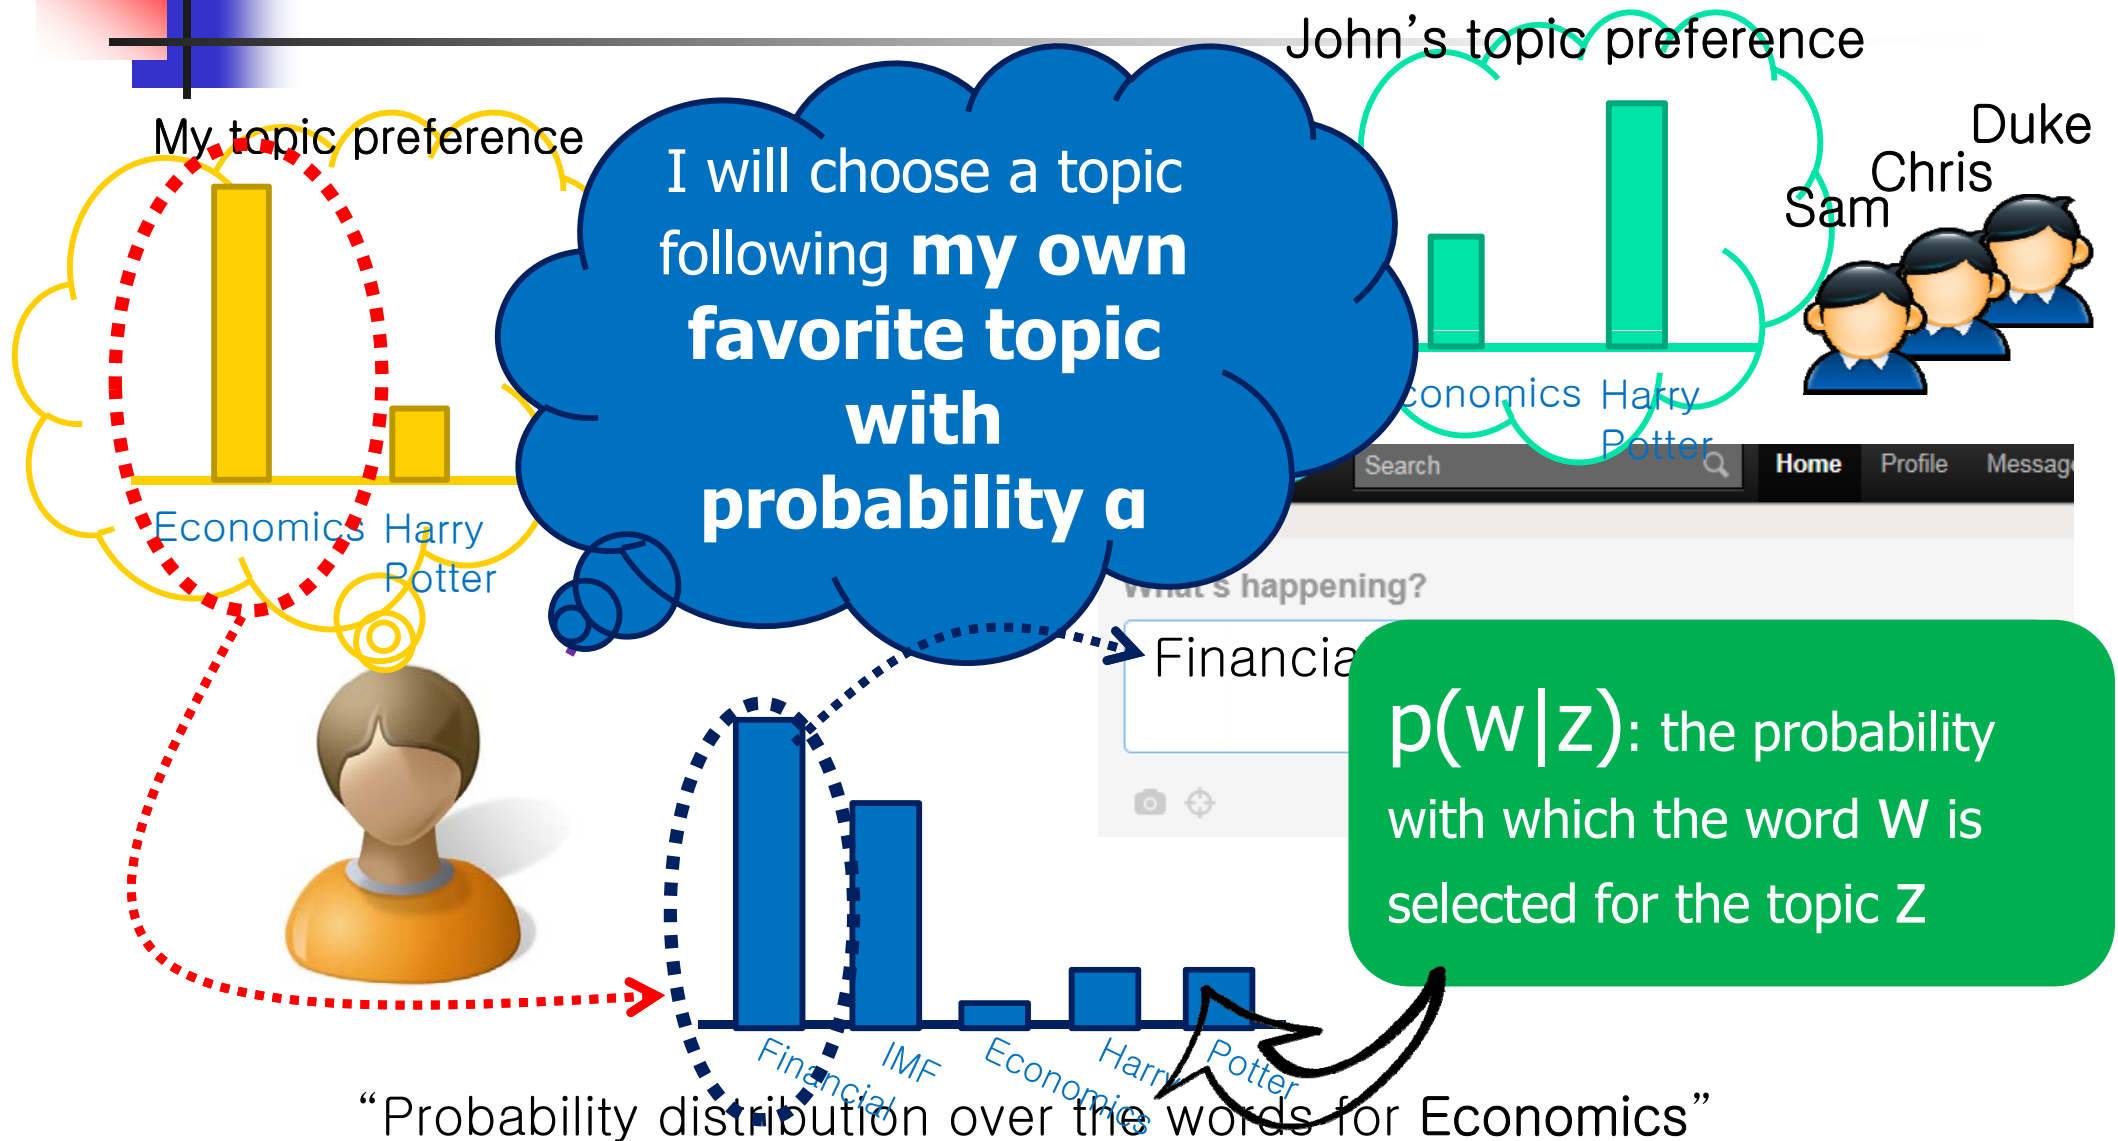 John’s topic preference
My topic preference
Duke
Chris
Sam
I will choose a topic
following my own
favorite topic
with
probability α
Economics Harry
Potter
conomics Harry
Potter
Search
Home Profile Messag
What's happening?
Financia
p(w|z): the probability
with which the word w is
selected for the topic z
Financial IMF Economics Harry Potter
“Probability distribution over the words for Economics”